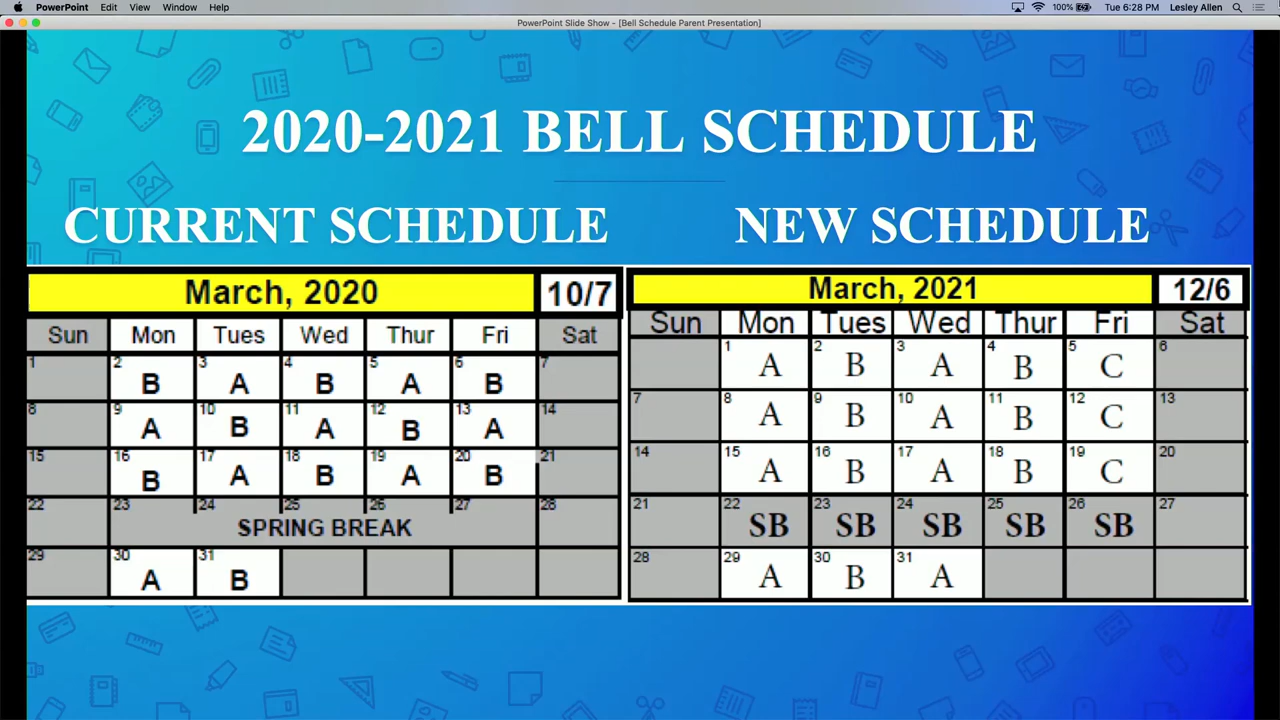 PowerPoint Edit View Window Help 100% Tue 6:28 PM Lesley Allen
PowerPoint Slide Show - [Bell Schedule Parent Presentation]
2020-2021 BELL SCHEDULE
CURRENT SCHEDULE
March, 2020 10/7
Sun Mon Tues Wed Thur Fri Sat
1 2 3 4 5 6 7
B A B A B
8 9 10 11 12 13 14
A B A B A
15 16 17 18 19 20 21
B A B A B
22 23 24 25 26 27 28
SPRING BREAK
29 30 31
A B
NEW SCHEDULE
March, 2021 12/6
Sun Mon Tues Wed Thur Fri Sat
1 2 3 4 5 6
A B A B C
7 8 9 10 11 12 13
A B A B C
14 15 16 17 18 19 20
A B A B C
21 22 23 24 25 26 27
SB SB SB SB SB
28 29 30 31
A B A